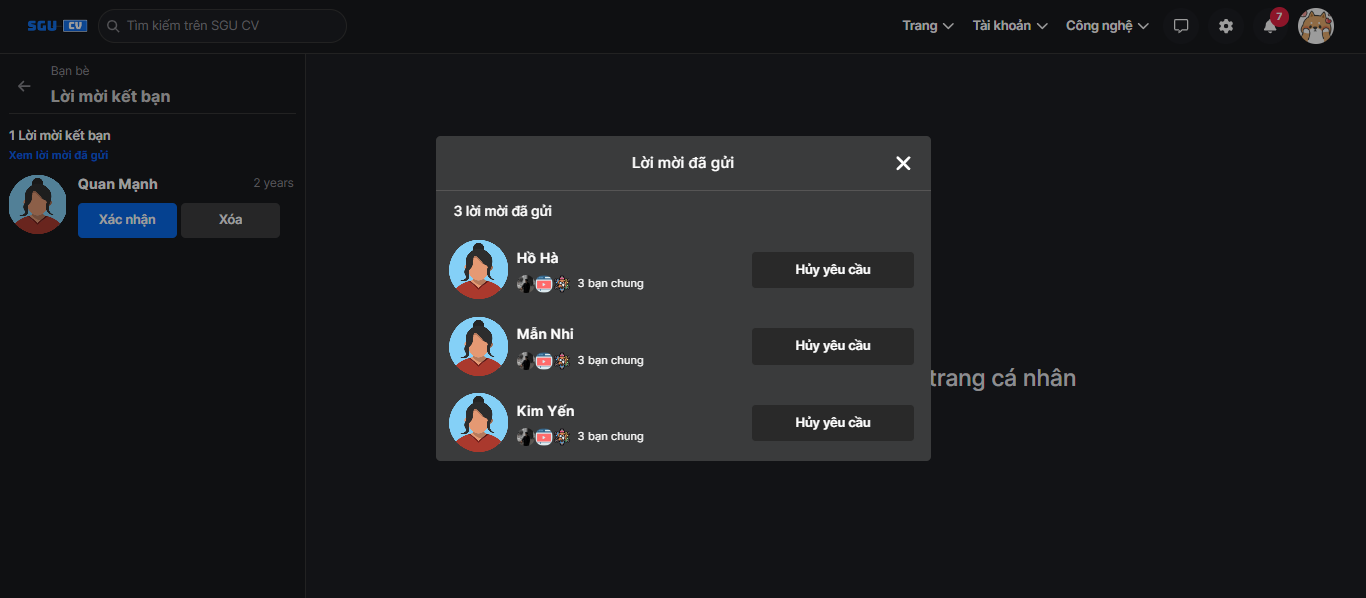 SGU CV
Tìm kiếm trên SGU CV
Trang
Tài khoản
Công nghệ
7
Bạn bè
Lời mời kết bạn
1 Lời mời kết bạn
Xem lời mời đã gửi
Quan Mạnh
2 years
Xác nhận
Xóa
Lời mời đã gửi
3 lời mời đã gửi
Hồ Hà
3 bạn chung
Hủy yêu cầu
Mẫn Nhi
3 bạn chung
Hủy yêu cầu
Kim Yến
3 bạn chung
Hủy yêu cầu
trang cá nhân